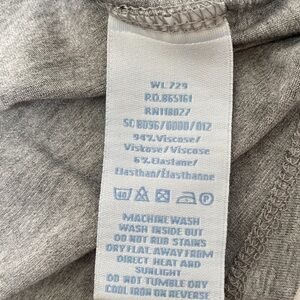 WL 729
P.O. 865161
RN118027
SC 8096/0000/012
94% Viscose/
Viskose/ Viscose
6% Elastane/
Elasthan/Élasthanne
40
MACHINE WASH
WASH INSIDE OUT
DO NOT RUB STAINS
DRY FLAT, AWAY FROM
DIRECT HEAT AND
SUNLIGHT
DO NOT TUMBLE DRY
COOL IRON ON REVERSE